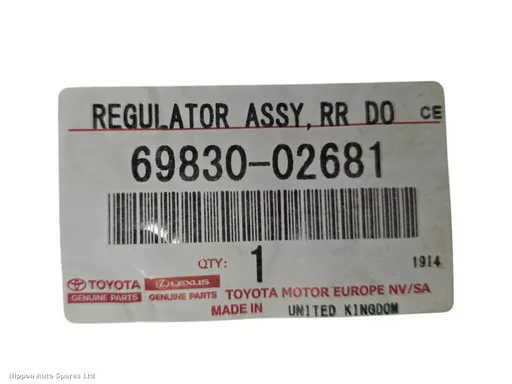 REGULATOR ASSY, RR DO CE
69830-02681
QTY: 1 1914
TOYOTA LEXUS
GENUINE PARTS GENUINE PARTS TOYOTA MOTOR EUROPE NV/SA
MADE IN UNITED KINGDOM
Nippon Auto Spares Ltd